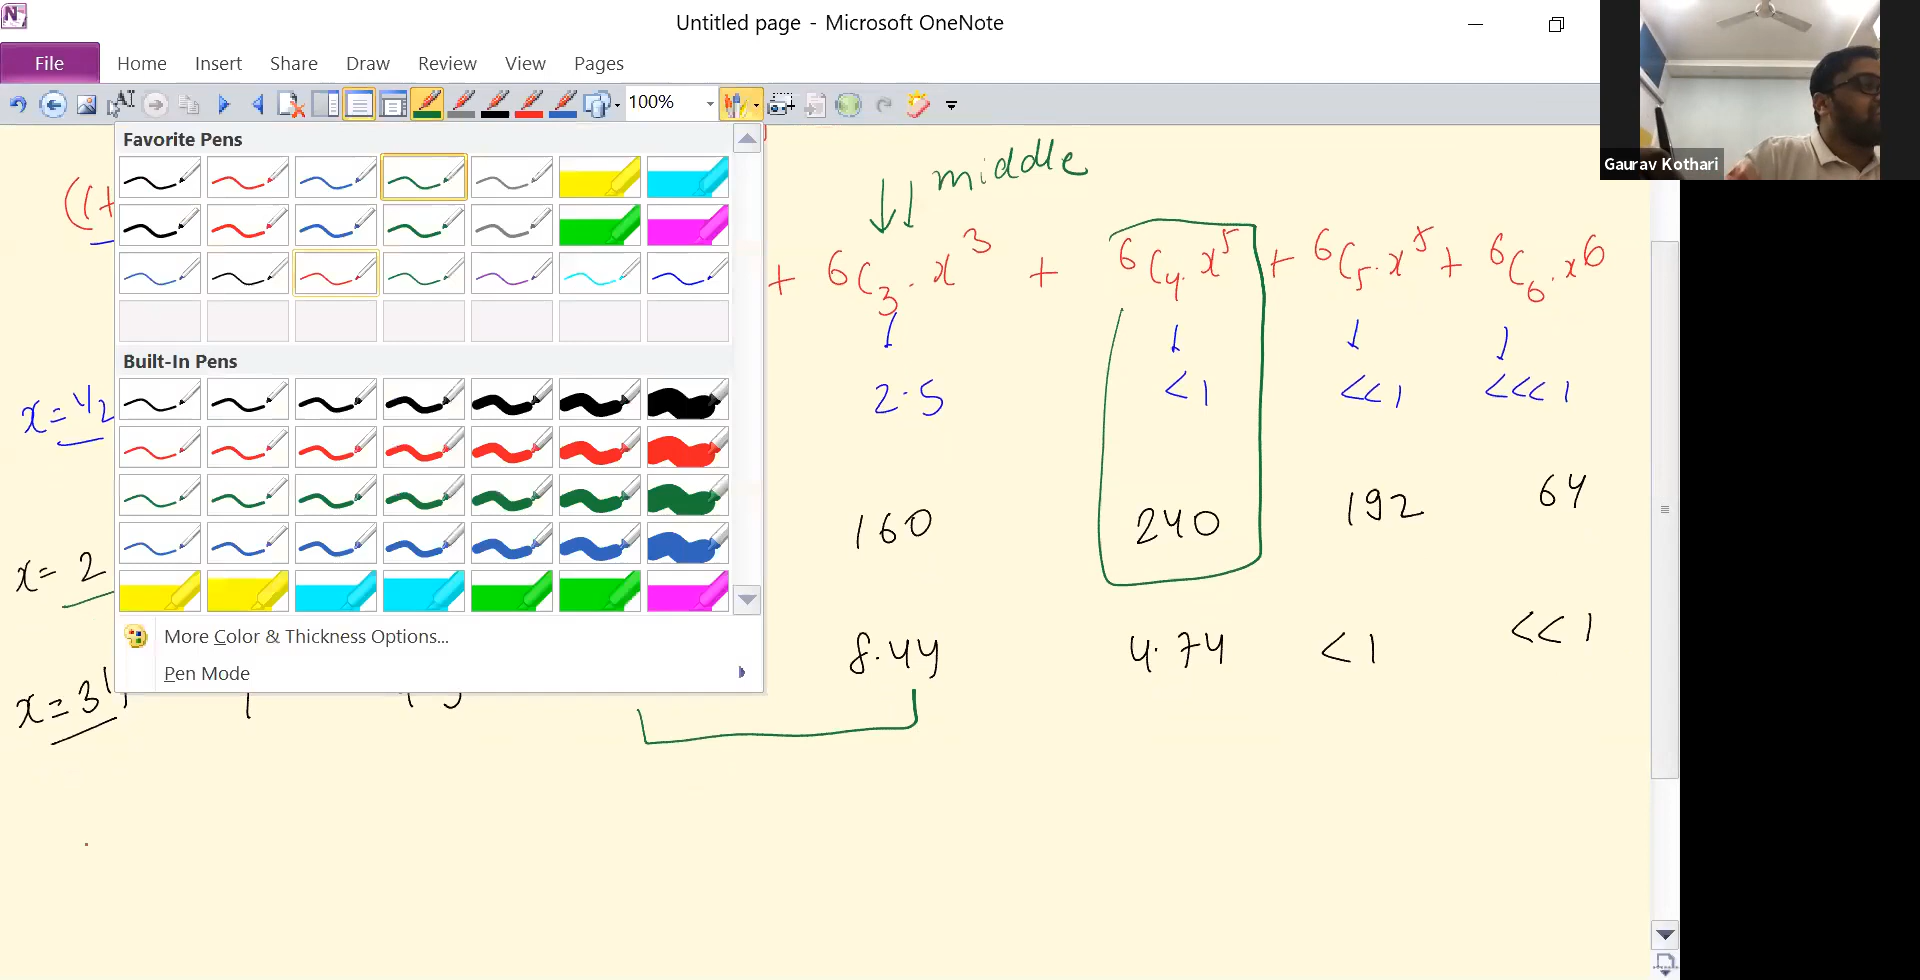 Untitled page - Microsoft OneNote
File Home Insert Share Draw Review View Pages
100%
Gaurav Kothari
Favorite Pens
Built-In Pens
More Color & Thickness Options...
Pen Mode
middle
(1+
+ ⁶C₃ · x³ + ⁶C₄ · x⁵ + ⁶C₅ · x⁵ + ⁶C₆ · x⁶
x = 1/2 2.5 <1 <<1 <<<1
x = 2 160 240 192 64
x = 3 8.44 4.74 <1 <<1